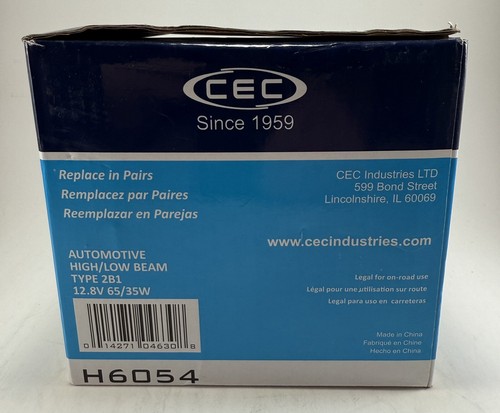 CEC
Since 1959
Replace in Pairs
Remplacez par Paires
Reemplazar en Parejas
CEC Industries LTD
599 Bond Street
Lincolnshire, IL 60069
www.cecindustries.com
AUTOMOTIVE
HIGH/LOW BEAM
TYPE 2B1
12.8V 65/35W
Legal for on-road use
Légal pour une µtilisation sur route
Legal para uso en carreteras
0 14271 04630 8
Made in China
Fabriqué en Chine
Hecho en China
H6054